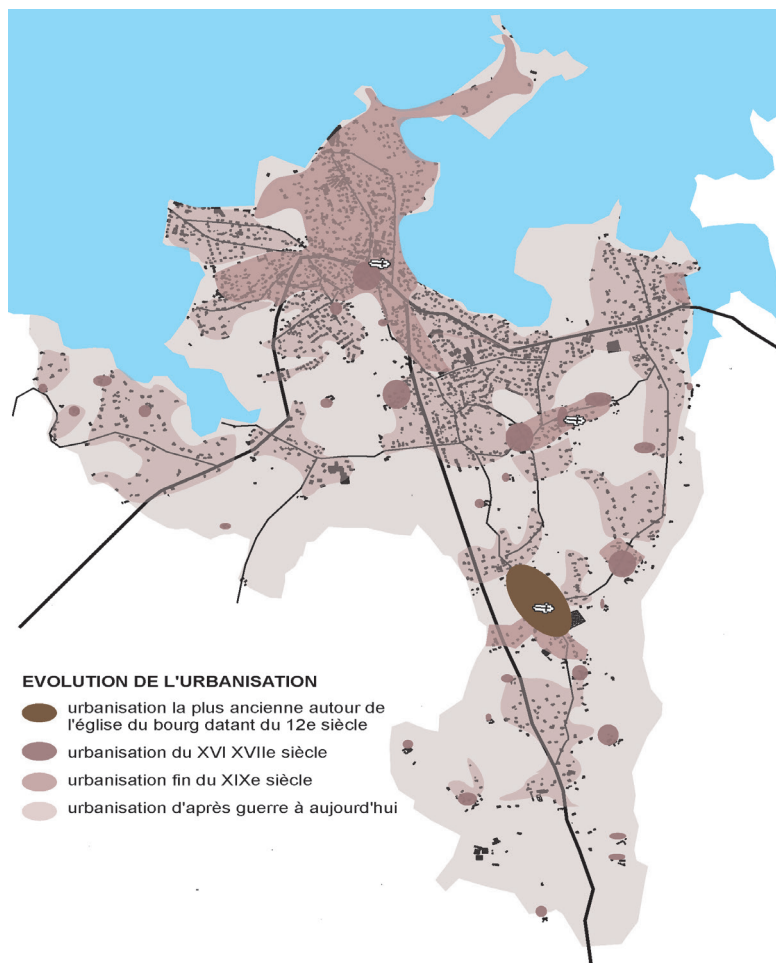 EVOLUTION DE L'URBANISATION
urbanisation la plus ancienne autour de
l'église du bourg datant du 12e siècle
urbanisation du XVI XVIIe siècle
urbanisation fin du XIXe siècle
urbanisation d'après guerre à aujourd'hui